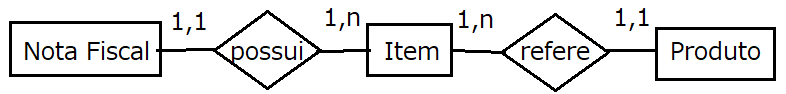 1,1 1,n 1,n 1,1
Nota Fiscal possui Item refere Produto